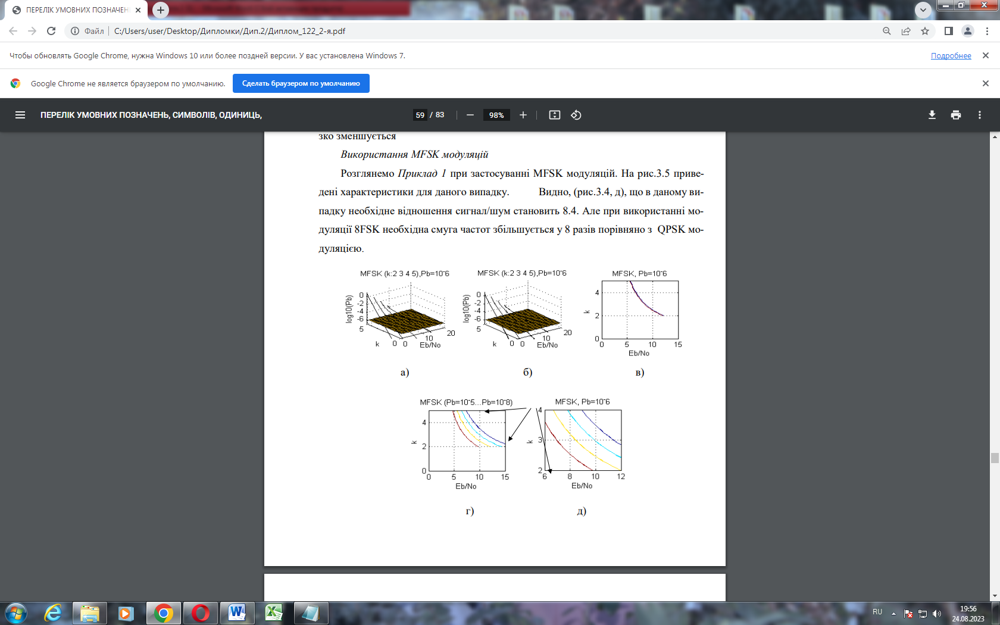 ПЕРЕЛІК УМОВНИХ ПОЗНАЧЕН
Файл
C:/Users/user/Desktop/Дипломки/Дип.2/Диплом_122_2-я.pdf
Чтобы обновлять Google Chrome, нужна Windows 10 или более поздней версии. У вас установлена Windows 7.
Подробнее
Google Chrome не является браузером по умолчанию.
Сделать браузером по умолчанию
ПЕРЕЛІК УМОВНИХ ПОЗНАЧЕНЬ, СИМВОЛІВ, ОДИНИЦЬ,
59 / 83
98%
зко зменшується
Використання MFSK модуляцій
Розглянемо Приклад 1 при застосуванні MFSK модуляцій. На рис.3.5 приве-
дені характеристики для даного випадку. Видно, (рис.3.4, д), що в даному ви-
падку необхідне відношення сигнал/шум становить 8.4. Але при використанні мо-
дуляції 8FSK необхідна смуга частот збільшується у 8 разів порівняно з QPSK мо-
дуляцією.
MFSK (k:2 3 4 5),Pb=10-6
log10(Pb)
0
-2
-4
-6
5
k
0
0
10
20
Eb/No
а)
MFSK (k:2 3 4 5),Pb=10-6
log10(Pb)
0
-2
-4
-6
5
k
0
0
10
20
Eb/No
б)
MFSK, Pb=10-6
k
4
2
0
0 5 10 15
Eb/No
в)
MFSK (Pb=10-5...Pb=10-8)
k
4
2
0
0 5 10 15
Eb/No
г)
MFSK, Pb=10-6
k
4
3
2
6 8 10 12
Eb/No
д)
RU
19:56
24.08.2023